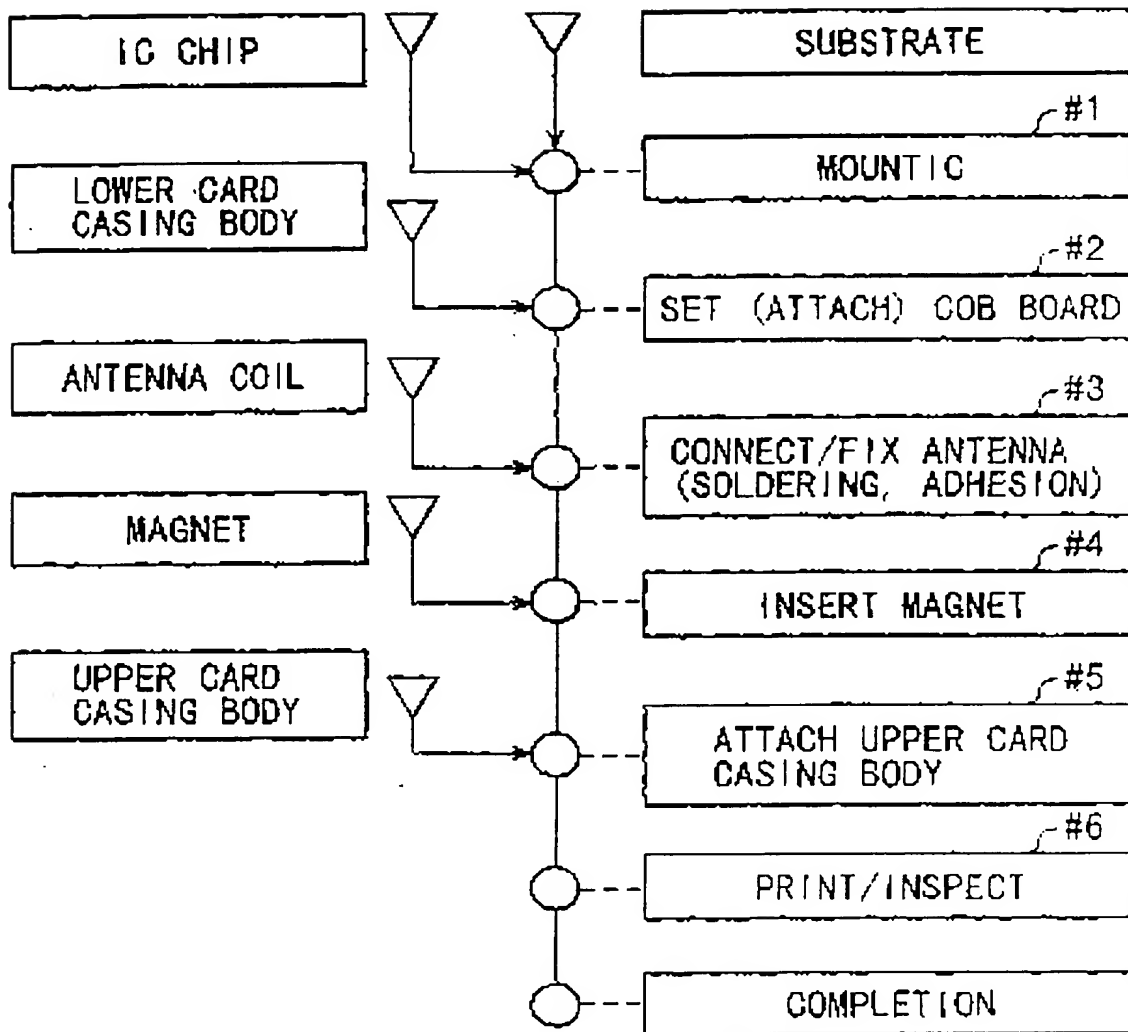 IC CHIP
SUBSTRATE
#1
MOUNTIC
LOWER CARD
CASING BODY
#2
SET (ATTACH) COB BOARD
ANTENNA COIL
#3
CONNECT/FIX ANTENNA
(SOLDERING, ADHESION)
MAGNET
#4
INSERT MAGNET
UPPER CARD
CASING BODY
#5
ATTACH UPPER CARD
CASING BODY
#6
PRINT/INSPECT
COMPLETION